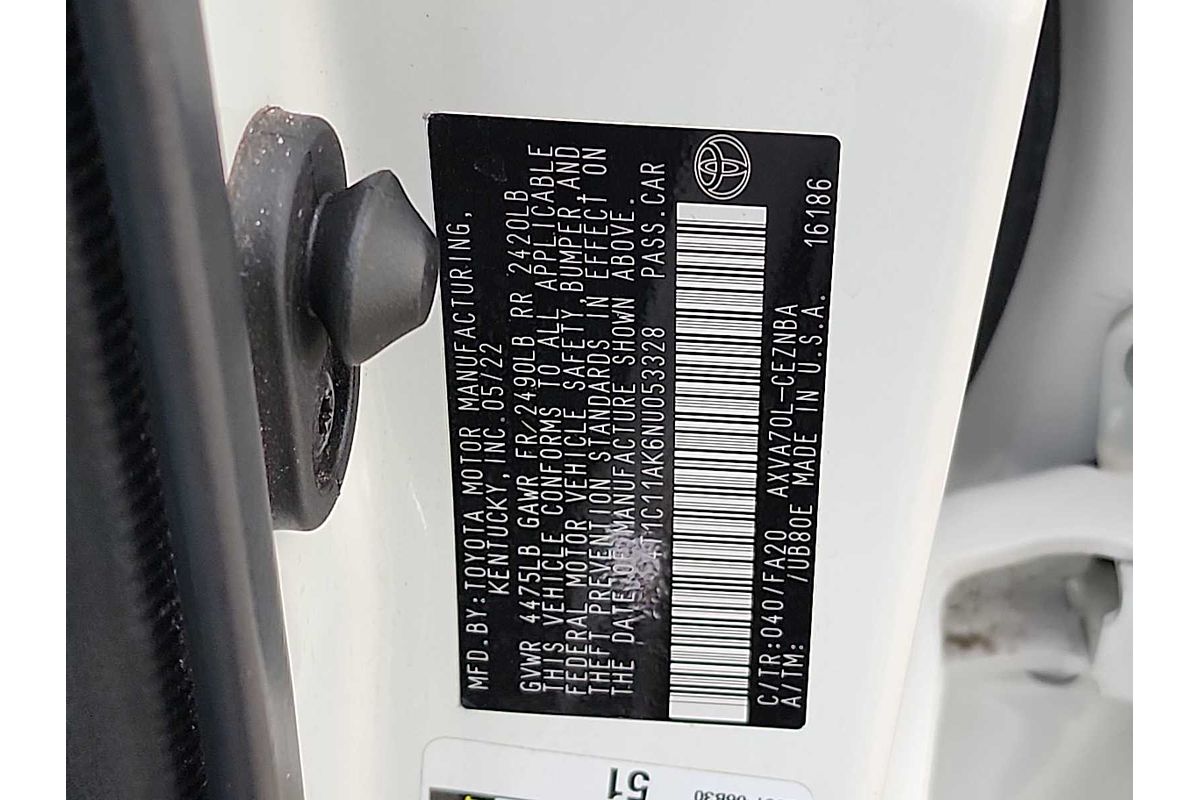 MFD.BY:TOYOTA MOTOR MANUFACTURING,
KENTUCKY, INC. 05/22
GVWR 4475LB GAWR FR/2490LB RR 2420LB
THIS VEHICLE CONFORMS TO ALL APPLICABLE
FEDERAL MOTOR VEHICLE SAFETY, BUMPER, AND
THEFT PREVENTION STANDARDS IN EFFECT ON
THE DATE OF MANUFACTURE SHOWN ABOVE.
4T1C11AK6NU053328 PASS.CAR
C/TR:040/FA20 AXVA70L-CEZNBA
A/TM: /UB80E MADE IN U.S.A. 16186
51
06B30